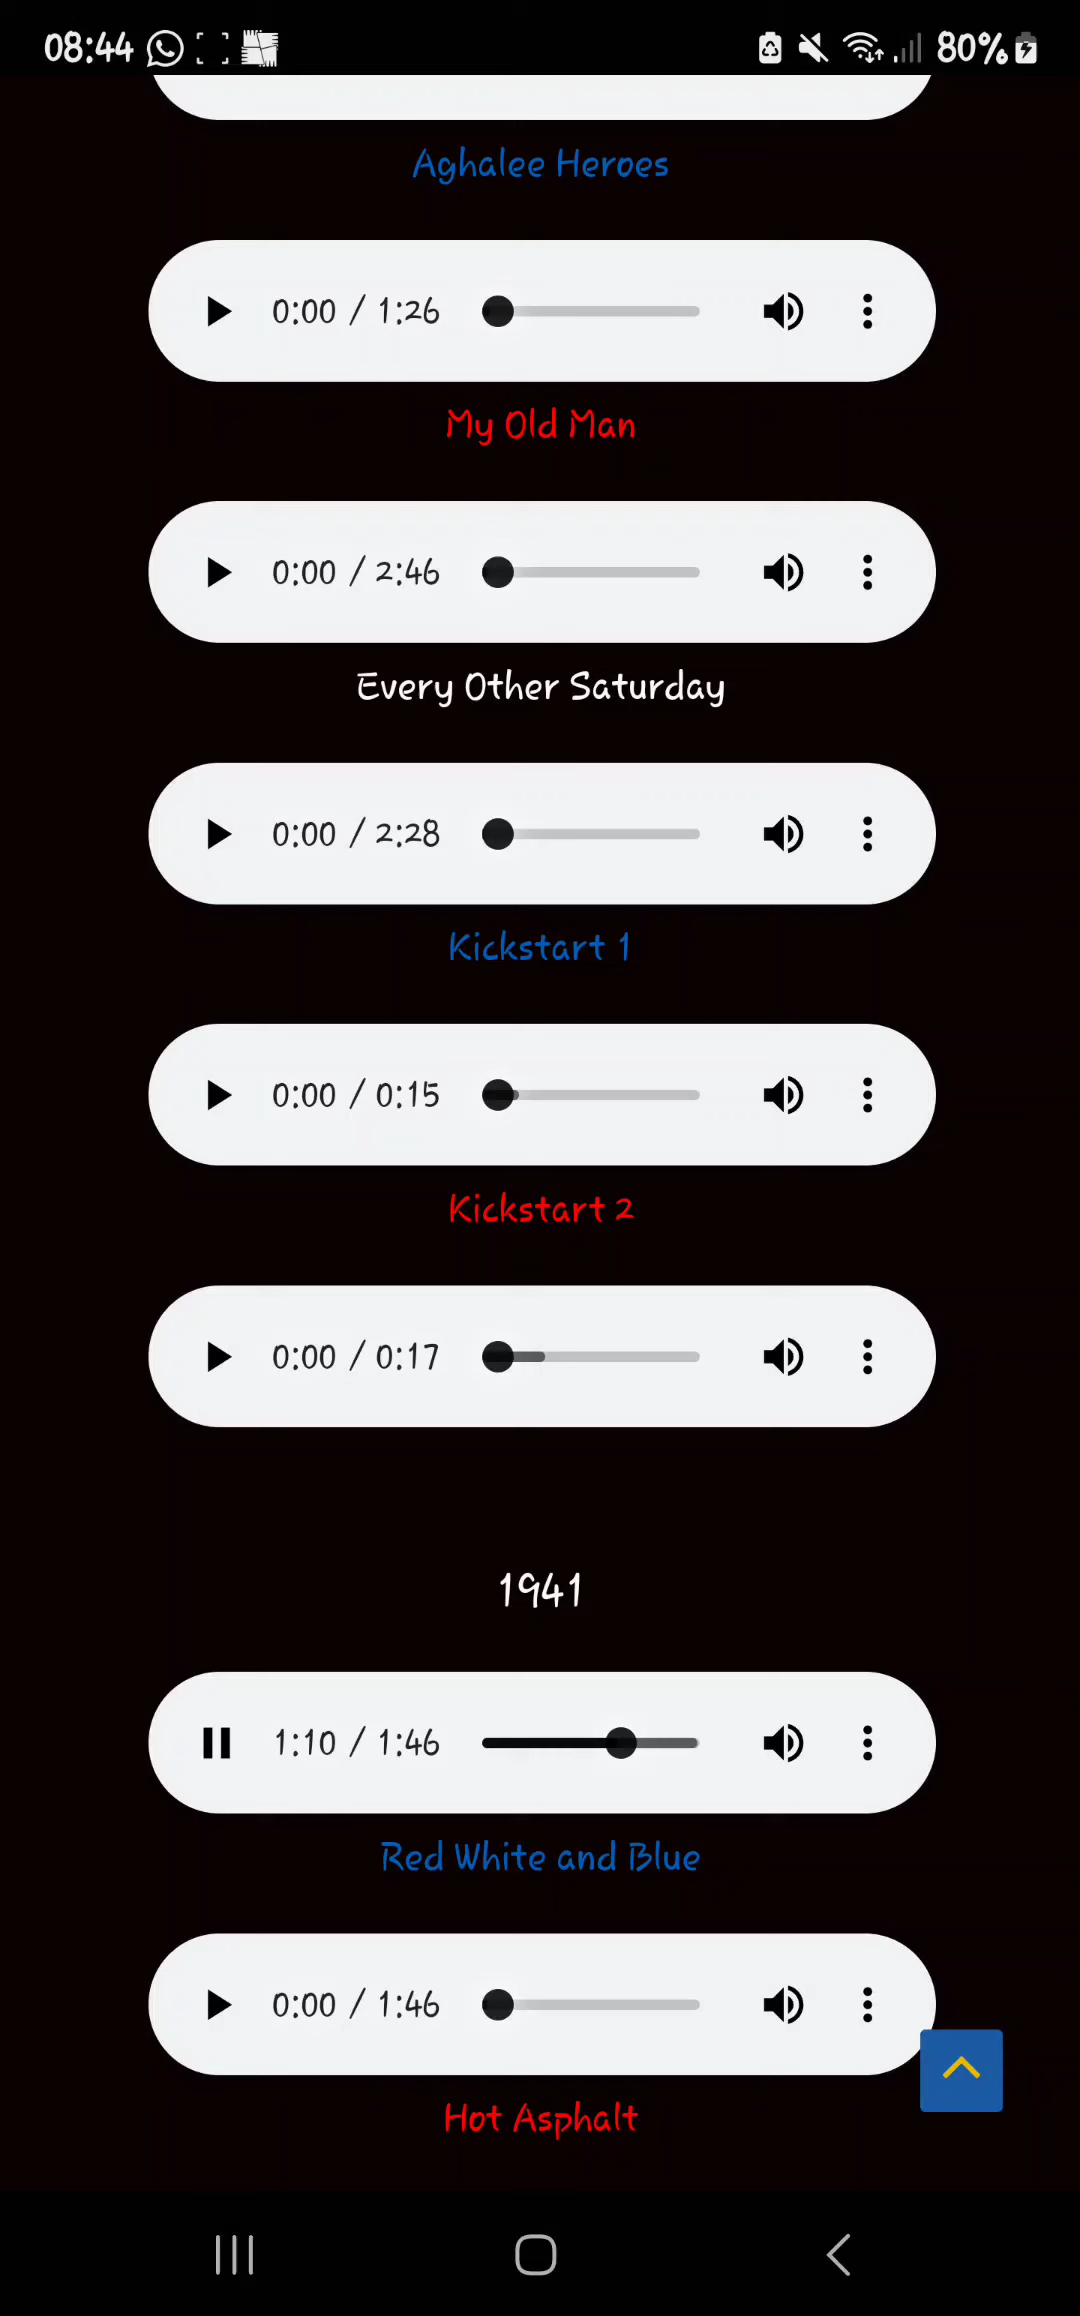 08:44 80%
Aghalee Heroes
0:00 / 1:26
My Old Man
0:00 / 2:46
Every Other Saturday
0:00 / 2:28
Kickstart 1
0:00 / 0:15
Kickstart 2
0:00 / 0:17
1941
1:10 / 1:46
Red White and Blue
0:00 / 1:46
Hot Asphalt